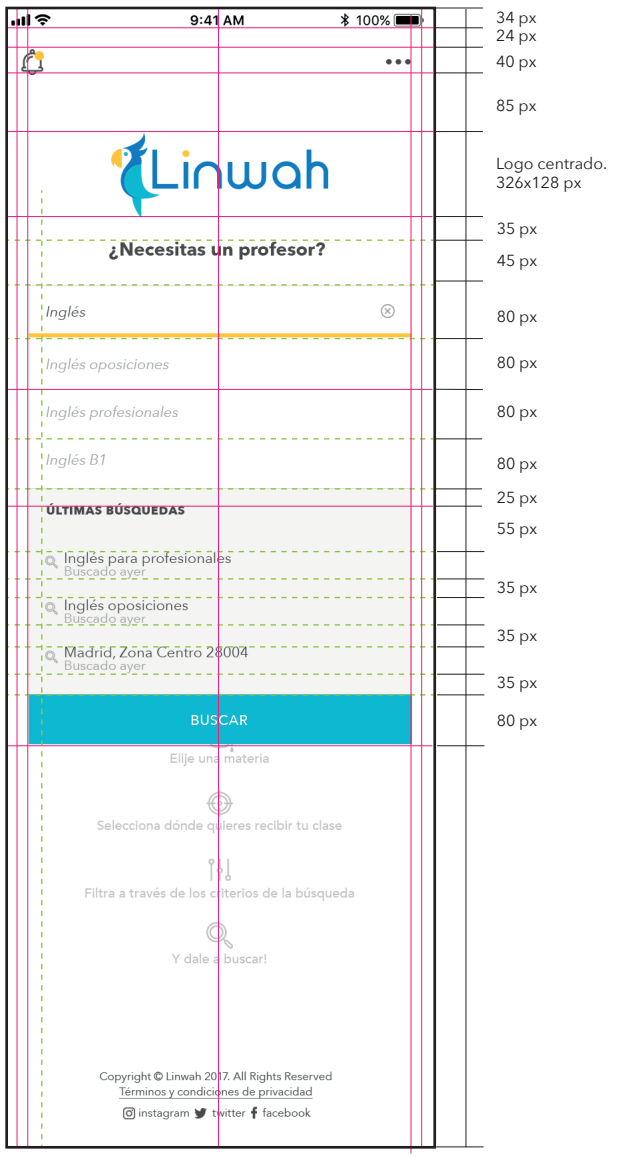 9:41 AM 100%
34 px
24 px
40 px
85 px
Linwah
Logo centrado.
326x128 px
35 px
¿Necesitas un profesor?
45 px
Inglés
80 px
Inglés oposiciones
80 px
Inglés profesionales
80 px
Inglés B1
80 px
25 px
ÚLTIMAS BÚSQUEDAS
55 px
Inglés para profesionales
Buscado ayer
35 px
Inglés oposiciones
Buscado ayer
35 px
Madrid, Zona Centro 28004
Buscado ayer
35 px
BUSCAR
80 px
Elije una materia
Selecciona dónde quieres recibir tu clase
Filtra a través de los criterios de la búsqueda
Y dale a buscar!
Copyright © Linwah 2017. All Rights Reserved
Términos y condiciones de privacidad
instagram twitter facebook